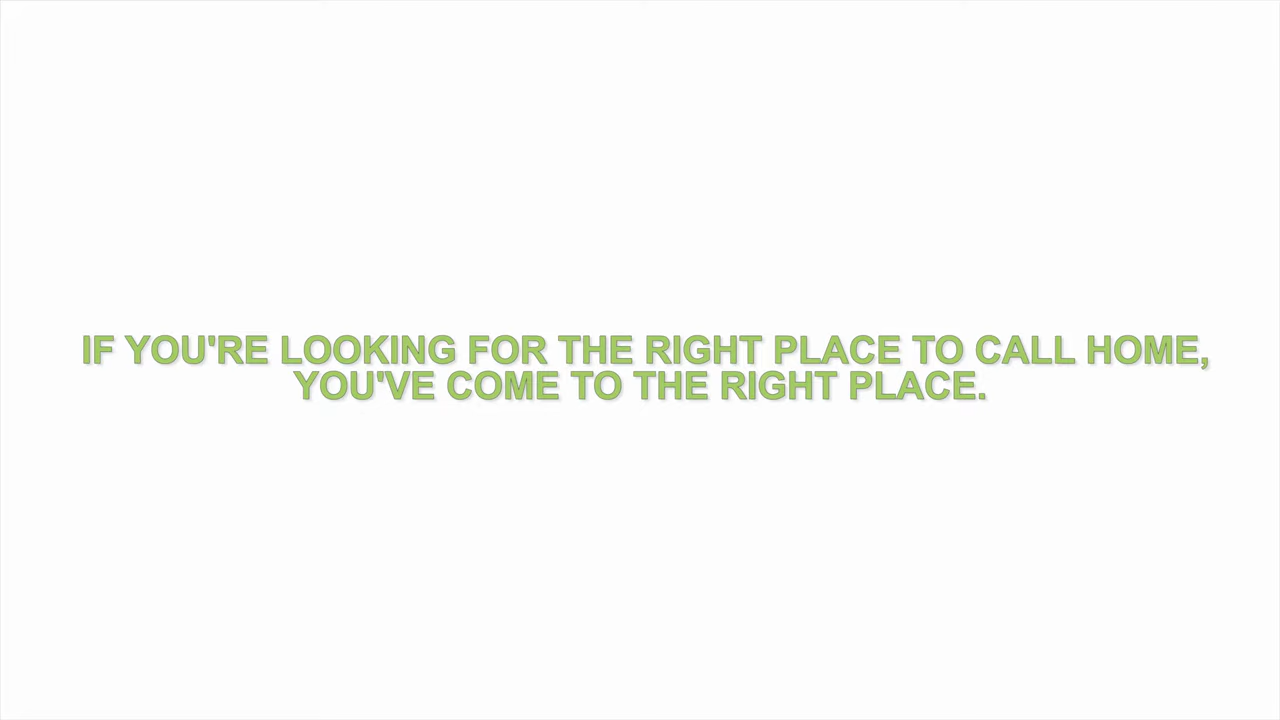 IF YOU'RE LOOKING FOR THE RIGHT PLACE TO CALL HOME,
YOU'VE COME TO THE RIGHT PLACE.